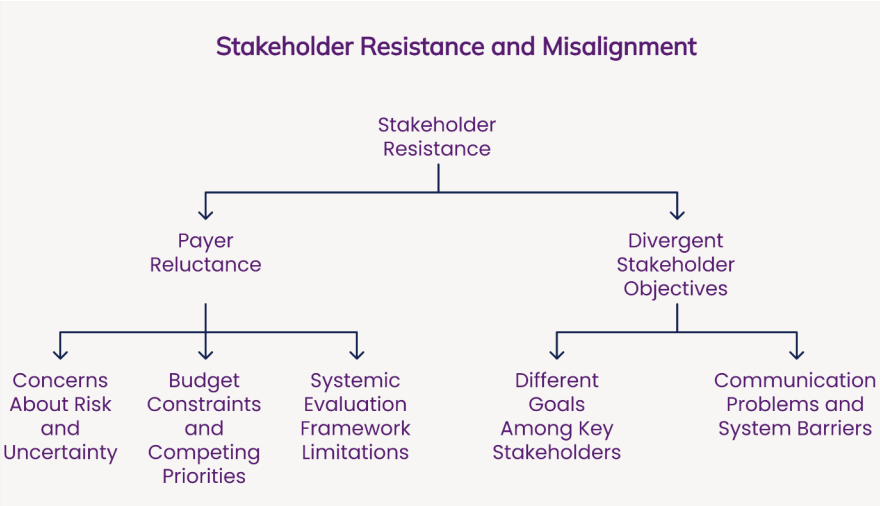 Stakeholder Resistance and Misalignment
Stakeholder
Resistance
Payer
Reluctance
Divergent
Stakeholder
Objectives
Concerns
About Risk
and
Uncertainty
Budget
Constraints
and
Competing
Priorities
Systemic
Evaluation
Framework
Limitations
Different
Goals
Among Key
Stakeholders
Communication
Problems and
System Barriers